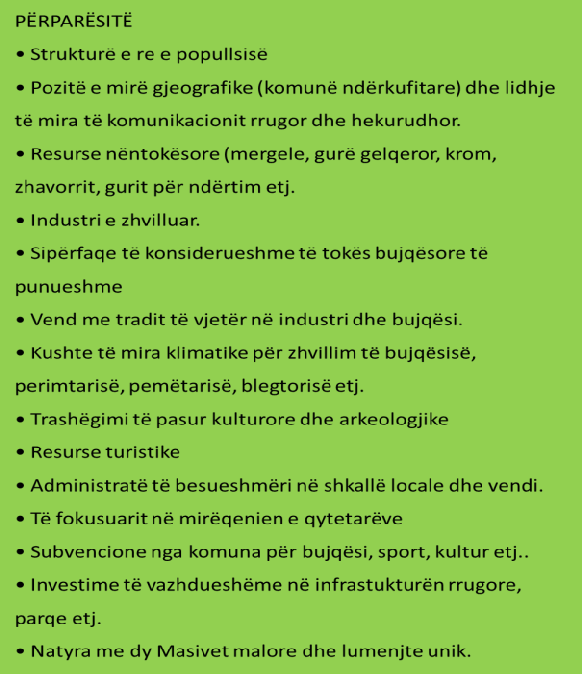 PËRPARËSITË
• Strukturë e re e popullsisë
• Pozitë e mirë gjeografike (komunë ndërkufitare) dhe lidhje
të mira të komunikacionit rrugor dhe hekurudhor.
• Resurse nëntokësore (mergele, gurë gelqeror, krom,
zhavorrit, gurit për ndërtim etj.
• Industri e zhvilluar.
• Sipërfaqe të konsiderueshme të tokës bujqësore të
punueshme
• Vend me tradit të vjetër në industri dhe bujqësi.
• Kushte të mira klimatike për zhvillim të bujqësisë,
perimtarisë, pemëtarisë, blegtorisë etj.
• Trashëgimi të pasur kulturore dhe arkeologjike
• Resurse turistike
• Administratë të besueshmëri në shkallë locale dhe vendi.
• Të fokusuarit në mirëqenien e qytetarëve
• Subvencione nga komuna për bujqësi, sport, kultur etj..
• Investime të vazhdueshëme në infrastukturën rrugore,
parqe etj.
• Natyra me dy Masivet malore dhe lumenjte unik.